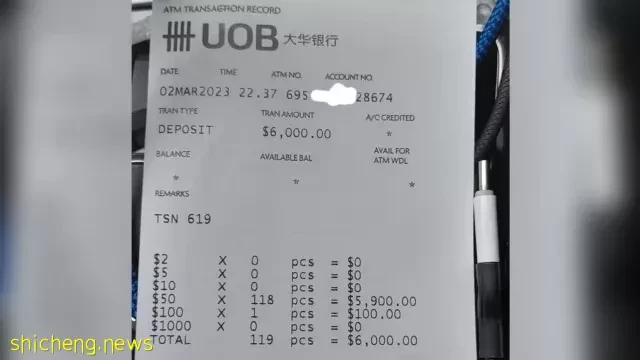 ATM TRANSACTION RECORD
UOB 大华银行
DATE TIME ATM NO. ACCOUNT NO.
02MAR2023 22.37 695 28674
TRAN TYPE TRAN AMOUNT A/C CREDITED
DEPOSIT $6,000.00 *
BALANCE AVAILABLE BAL AVAIL FOR ATM WDL
* * *
REMARKS
TSN 619
$2 X 0 pcs = $0
$5 X 0 pcs = $0
$10 X 0 pcs = $0
$50 X 118 pcs = $5,900.00
$100 X 1 pcs = $100.00
$1000 X 0 pcs = $0
TOTAL 119 pcs = $6,000.00
shicheng.news